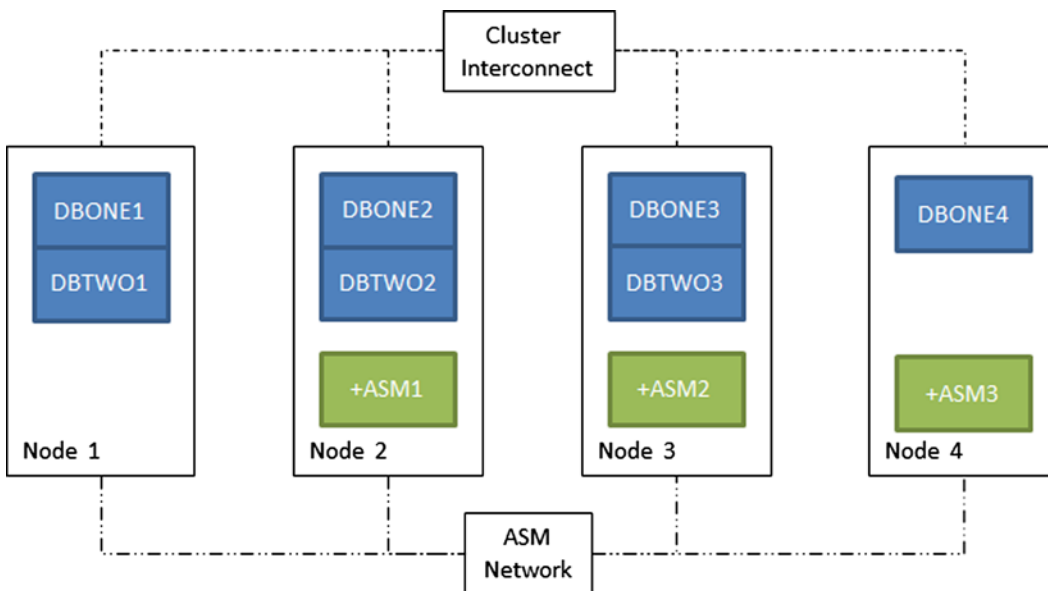 Cluster
Interconnect
DBONE1
DBTWO1
Node 1
DBONE2
DBTWO2
+ASM1
Node 2
DBONE3
DBTWO3
+ASM2
Node 3
DBONE4
+ASM3
Node 4
ASM
Network